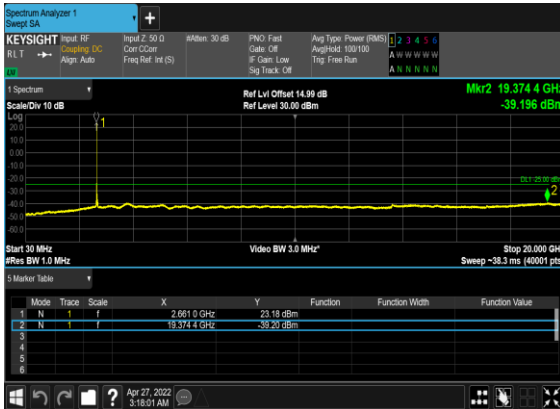 Spectrum Analyzer 1
Swept SA
+
KEYSIGHT
RLT
Input: RF
Coupling: DC
Align: Auto
Input Z: 50 Ω
Corr CCorr
Freq Ref: Int (S)
#Atten: 30 dB
PNO: Fast
Gate: Off
IF Gain: Low
Sig Track: Off
Avg Type: Power (RMS)
Avg|Hold: 100/100
Trig: Free Run
1 2 3 4 5 6
A W W W W W
A N N N N N
1 Spectrum
Scale/Div 10 dB
Ref Lvl Offset 14.99 dB
Ref Level 30.00 dBm
Mkr2 19.374 4 GHz
-39.196 dBm
Log
20.0
10.0
0.00
-10.0
-20.0
-30.0
-40.0
-50.0
-60.0
1
DL1 -25.00 dBm
2
Start 30 MHz
#Res BW 1.0 MHz
Video BW 3.0 MHz*
Stop 20.000 GH
Sweep ~38.3 ms (40001 pts
5 Marker Table
Mode Trace Scale X Y Function Function Width Function Value
1 N 1 f 2.661 0 GHz 23.18 dBm
2 N 1 f 19.374 4 GHz -39.20 dBm
3
4
5
6
?
Apr 27, 2022
3:18:01 AM